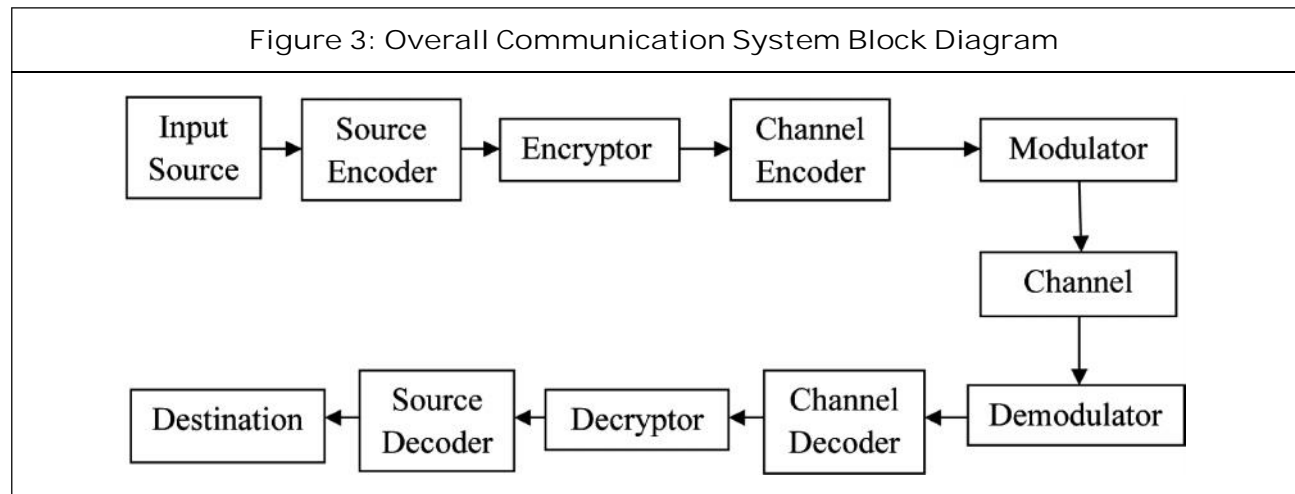 Figure 3: Overall Communication System Block Diagram
Input
Source
Source
Encoder
Encryptor
Channel
Encoder
Modulator
Channel
Demodulator
Channel
Decoder
Decryptor
Source
Decoder
Destination